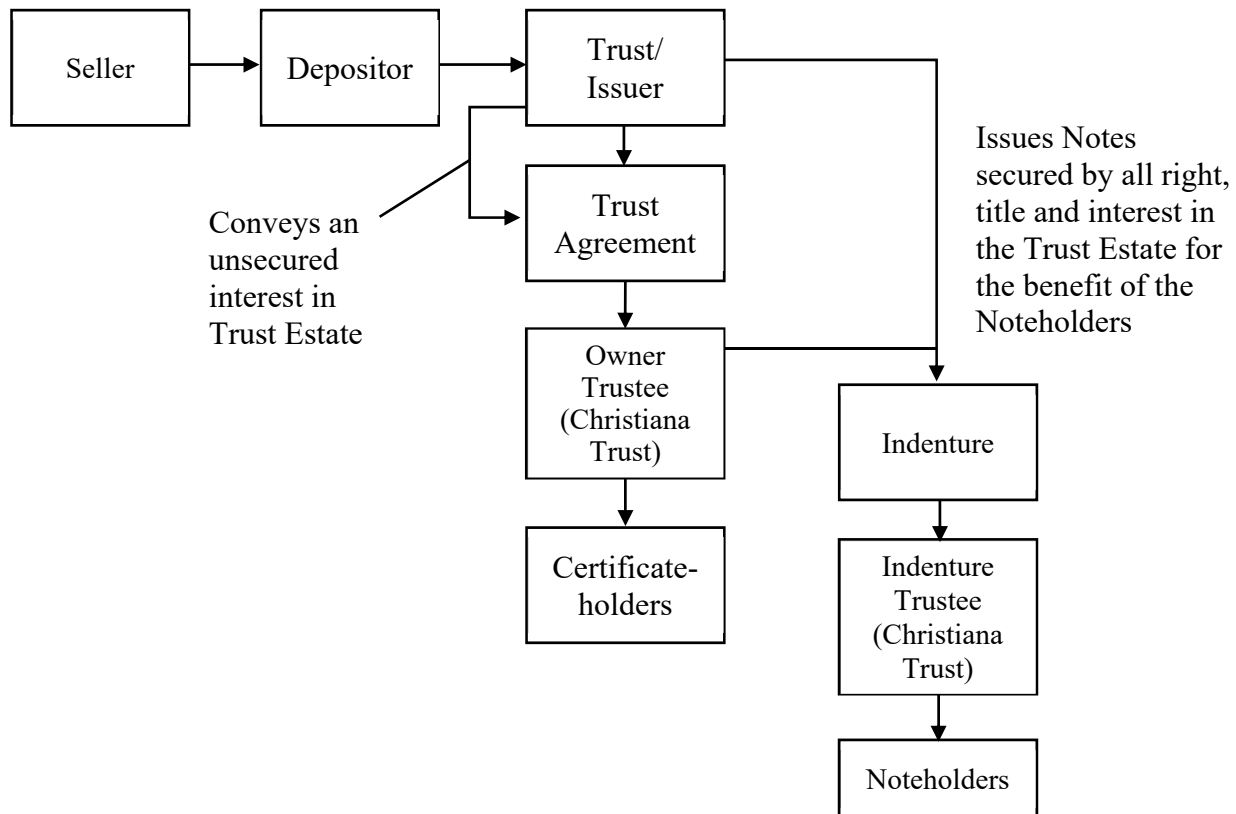 Seller
Depositor
Trust/
Issuer
Issues Notes
secured by all right,
title and interest in
the Trust Estate for
the benefit of the
Noteholders
Trust
Agreement
Conveys an
unsecured
interest in
Trust Estate
Owner
Trustee
(Christiana
Trust)
Indenture
Certificate-
holders
Indenture
Trustee
(Christiana
Trust)
Noteholders